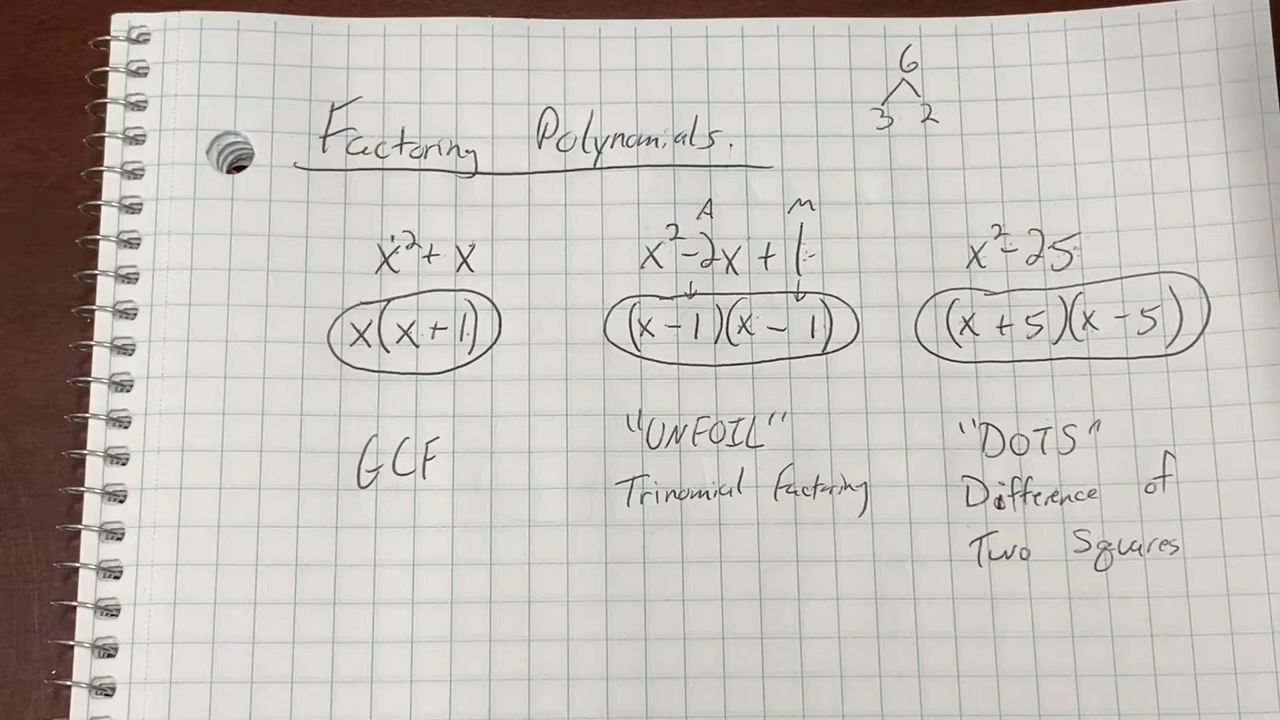 6
3 2
Factoring Polynomials.
A M
x² + x
x(x + 1)
GCF
x² - 2x + 1
(x - 1)(x - 1)
"UNFOIL"
Trinomial factoring
x² - 25
(x + 5)(x - 5)
"DOTS"
Difference of
Two Squares